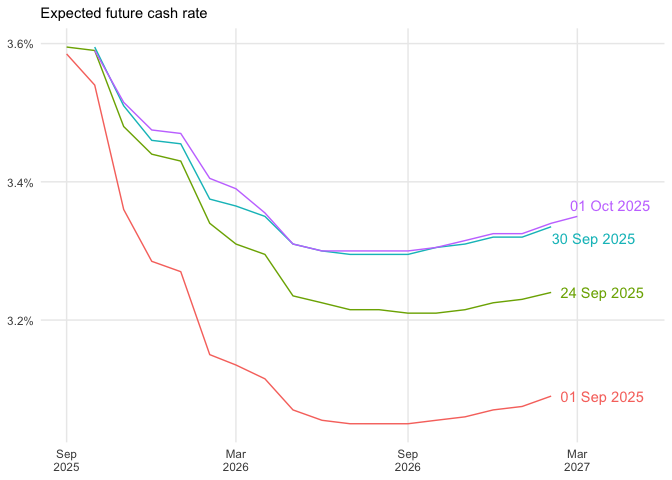 Expected future cash rate
3.6%
3.4%
3.2%
01 Oct 2025
30 Sep 2025
24 Sep 2025
01 Sep 2025
Sep
2025
Mar
2026
Sep
2026
Mar
2027